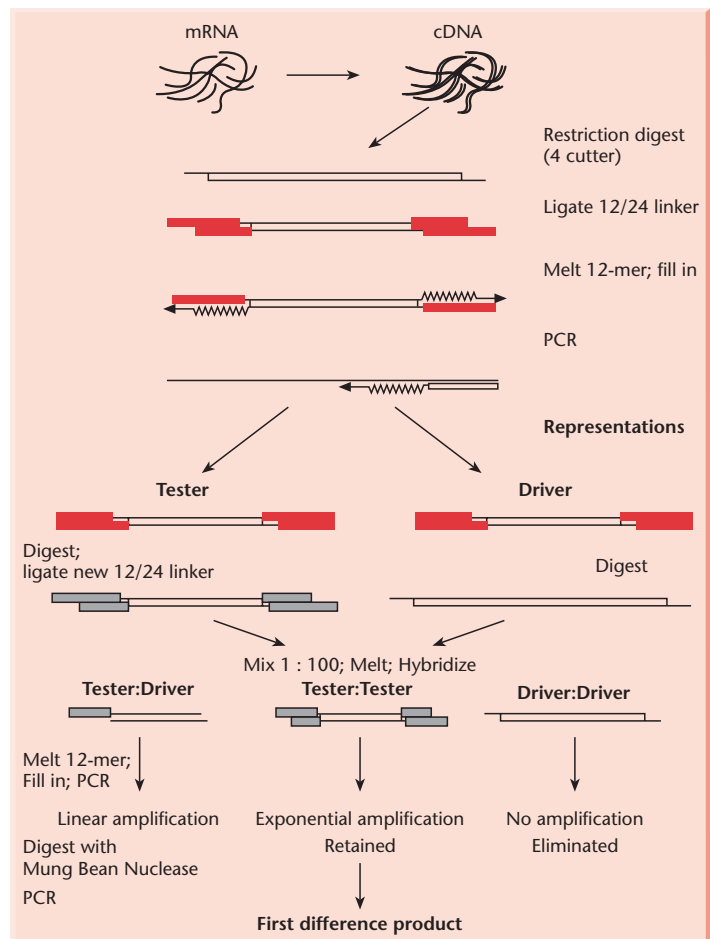 mRNA
cDNA
Restriction digest
(4 cutter)
Ligate 12/24 linker
Melt 12-mer; fill in
PCR
Representations
Tester
Driver
Digest;
ligate new 12/24 linker
Digest
Mix 1 : 100; Melt; Hybridize
Tester:Driver
Tester:Tester
Driver:Driver
Melt 12-mer;
Fill in; PCR
Linear amplification
Exponential amplification
No amplification
Digest with
Mung Bean Nuclease
Retained
Eliminated
PCR
First difference product